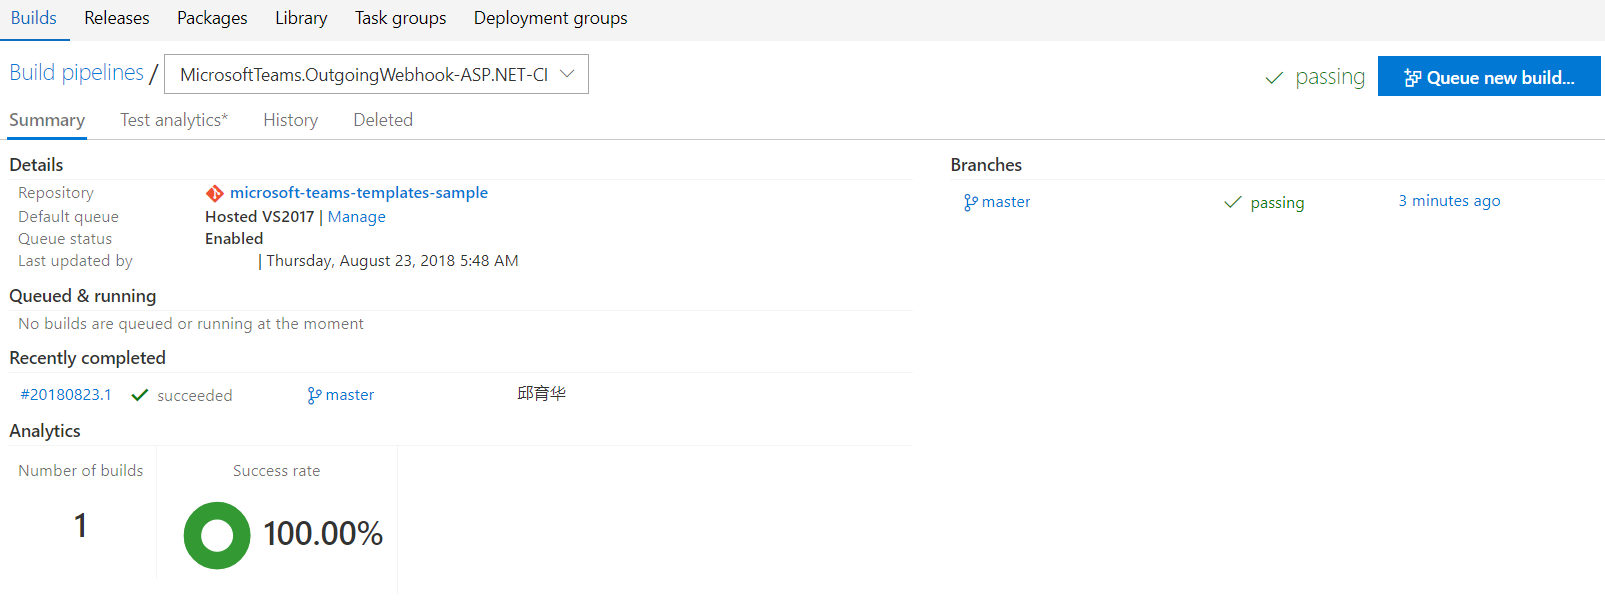 Builds Releases Packages Library Task groups Deployment groups
Build pipelines / MicrosoftTeams.OutgoingWebhook-ASP.NET-CI passing Queue new build...
Summary Test analytics* History Deleted
Details
Repository microsoft-teams-templates-sample
Default queue Hosted VS2017 | Manage
Queue status Enabled
Last updated by | Thursday, August 23, 2018 5:48 AM
Queued & running
No builds are queued or running at the moment
Recently completed
#20180823.1 succeeded master 邱育华
Analytics
Number of builds Success rate
1 100.00%
Branches
master passing 3 minutes ago